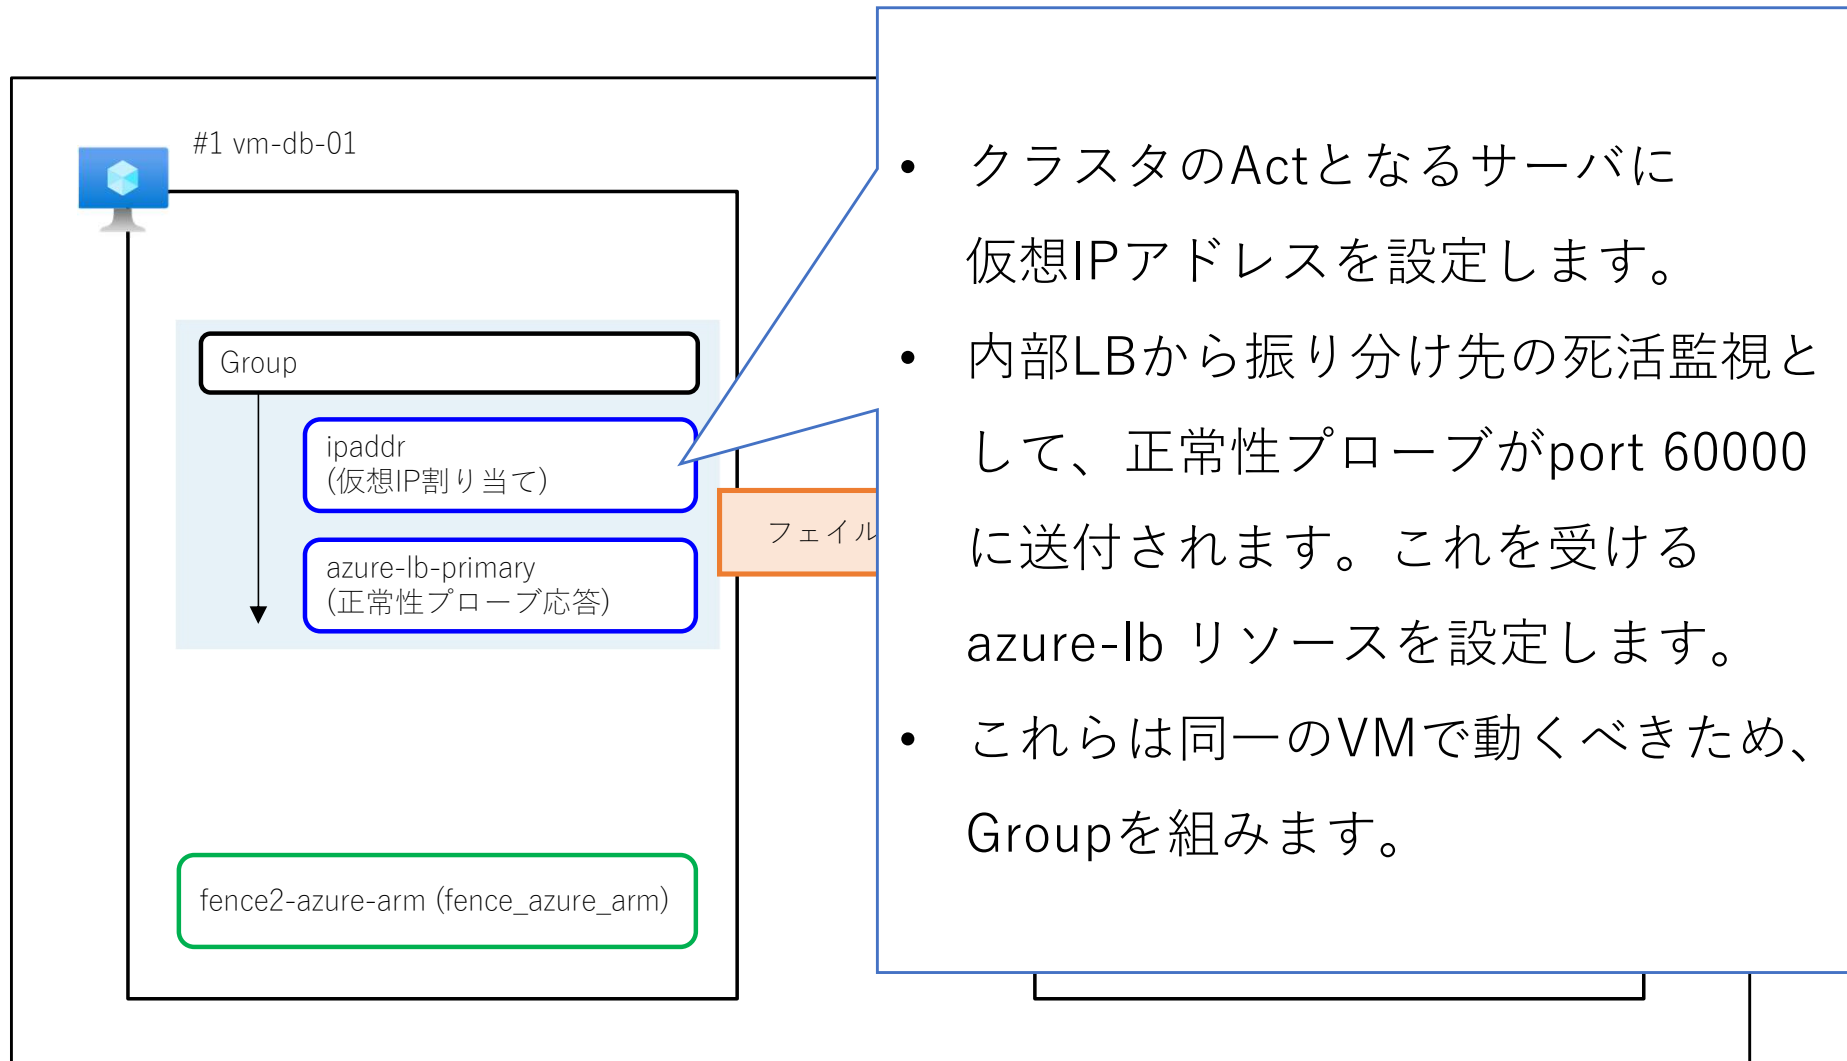 #1 vm-db-01
Group
ipaddr
(仮想IP割り当て)
azure-lb-primary
(正常性プローブ応答)
fence2-azure-arm (fence_azure_arm)
フェイル
• クラスタのActとなるサーバに
仮想IPアドレスを設定します。
• 内部LBから振り分け先の死活監視と
して、正常性プローブがport 60000
に送付されます。これを受ける
azure-lb リソースを設定します。
• これらは同一のVMで動くべきため、
Groupを組みます。